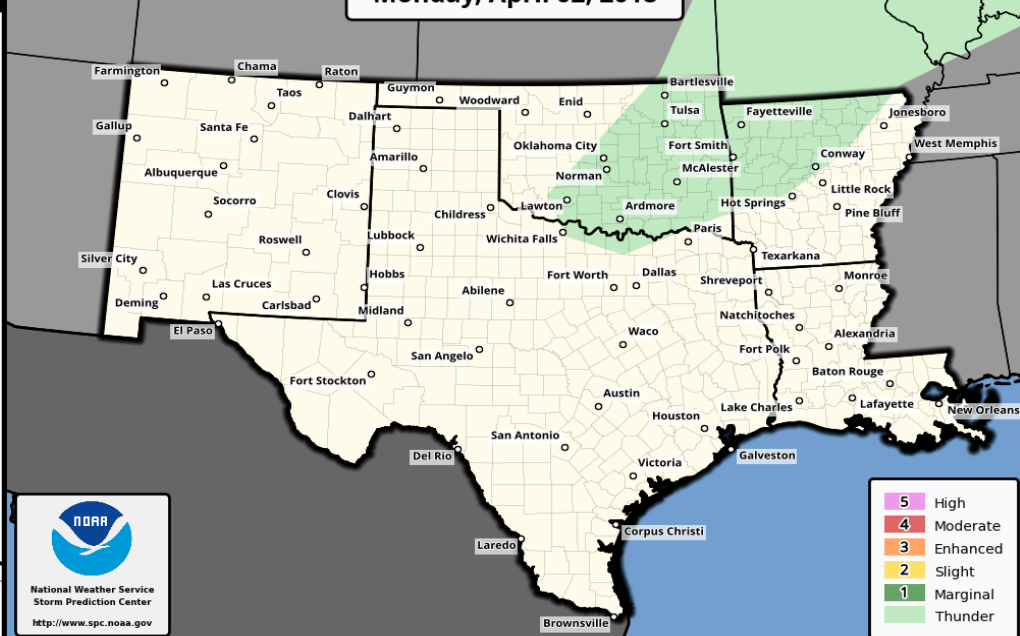 Monday, April 02, 2018
Farmington
Chama
Raton
Taos
Guymon
Woodward
Enid
Bartlesville
Tulsa
Fayetteville
Jonesboro
Gallup
Santa Fe
Dalhart
Oklahoma City
Fort Smith
Conway
West Memphis
Albuquerque
Amarillo
Norman
McAlester
Little Rock
Socorro
Clovis
Childress
Lawton
Ardmore
Hot Springs
Pine Bluff
Roswell
Lubbock
Wichita Falls
Paris
Texarkana
Silver City
Hobbs
Fort Worth
Dallas
Shreveport
Monroe
Deming
Las Cruces
Carlsbad
Midland
Abilene
Natchitoches
El Paso
Waco
Alexandria
San Angelo
Fort Polk
Fort Stockton
Baton Rouge
Austin
Houston
Lake Charles
Lafayette
New Orleans
Del Rio
San Antonio
Galveston
Victoria
Laredo
Corpus Christi
Brownsville
NOAA
National Weather Service
Storm Prediction Center
http://www.spc.noaa.gov
5 High
4 Moderate
3 Enhanced
2 Slight
1 Marginal
Thunder